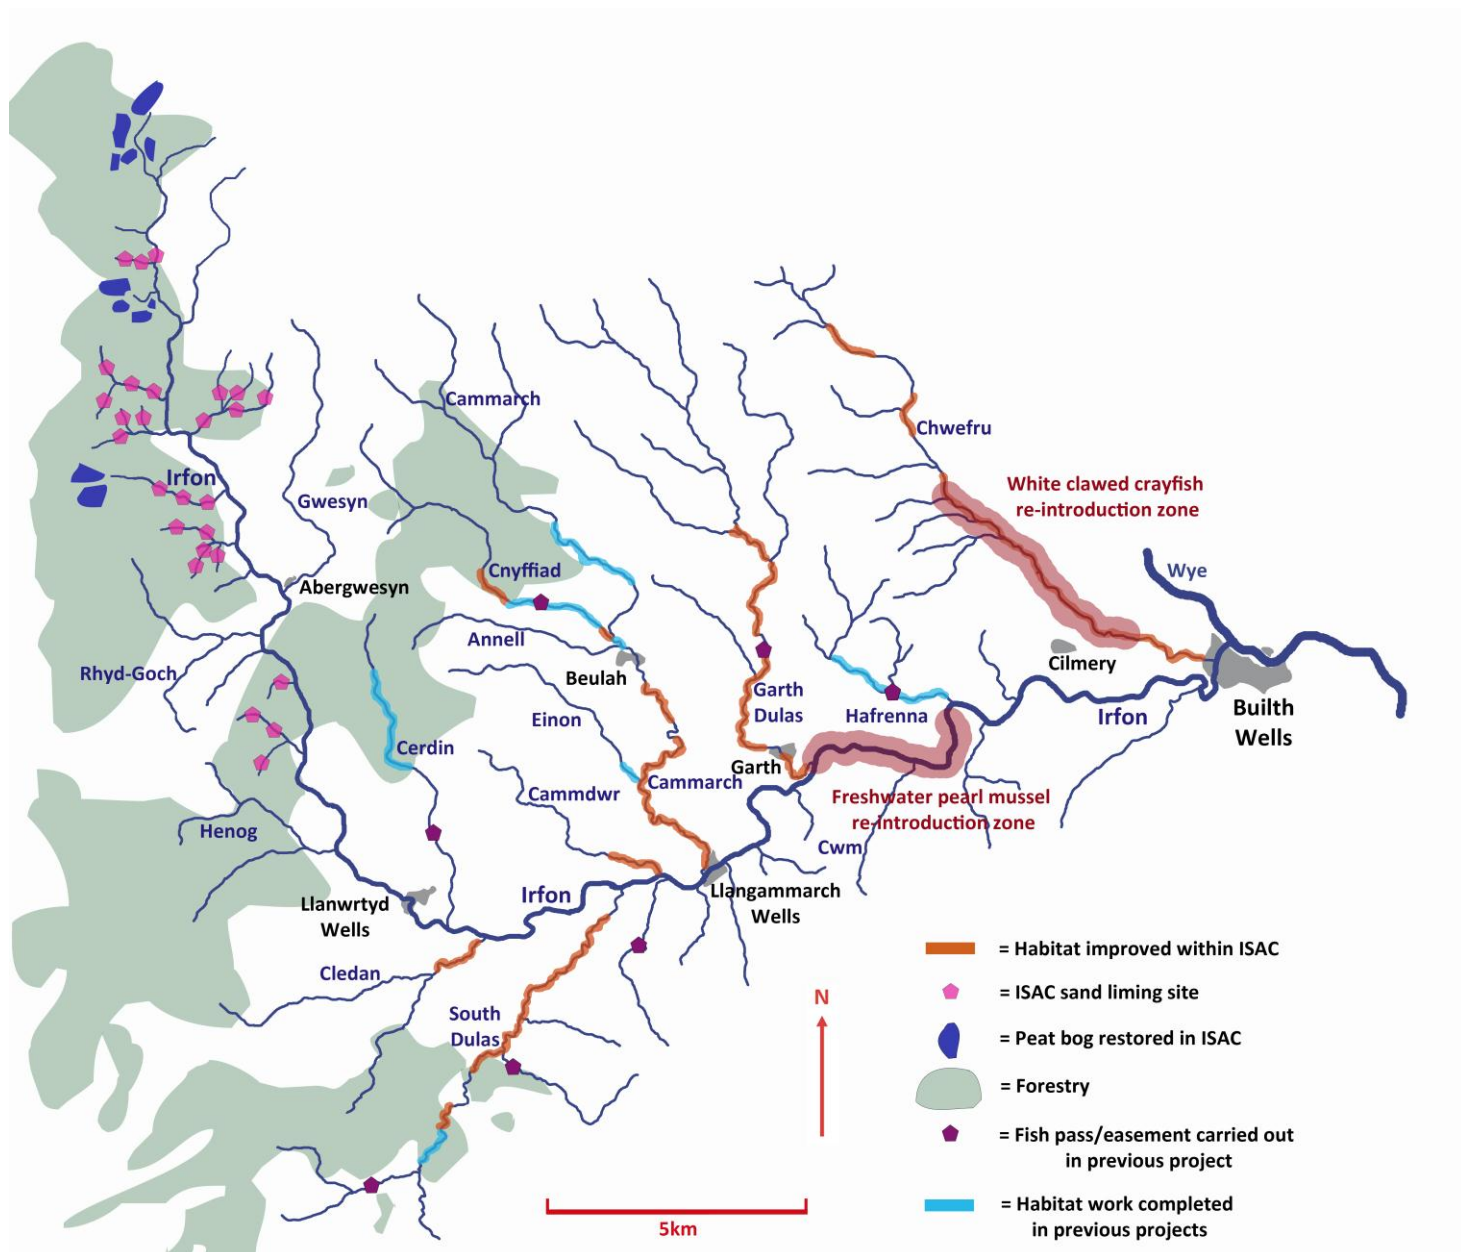 Cammarch
Chwefru
Irfon
White clawed crayfish
re-introduction zone
Gwesyn
Cnyffiad
Wye
Abergwesyn
Annell
Cilmery
Rhyd-Goch
Beulah
Garth
Dulas
Einon
Hafrenna
Irfon
Builth
Wells
Cerdin
Garth
Cammarch
Cammdwr
Freshwater pearl mussel
re-introduction zone
Henog
Cwm
Llanwrtyd
Wells
Irfon
Llangammarch
Wells
Cledan
South
Dulas
N
5km
= Habitat improved within ISAC
= ISAC sand liming site
= Peat bog restored in ISAC
= Forestry
= Fish pass/easement carried out
in previous project
= Habitat work completed
in previous projects